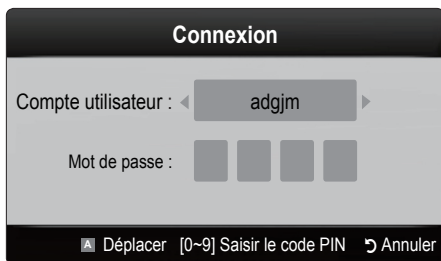 Connexion
Compte utilisateur : adgjm
Mot de passe :
A Déplacer [0~9] Saisir le code PIN Annuler